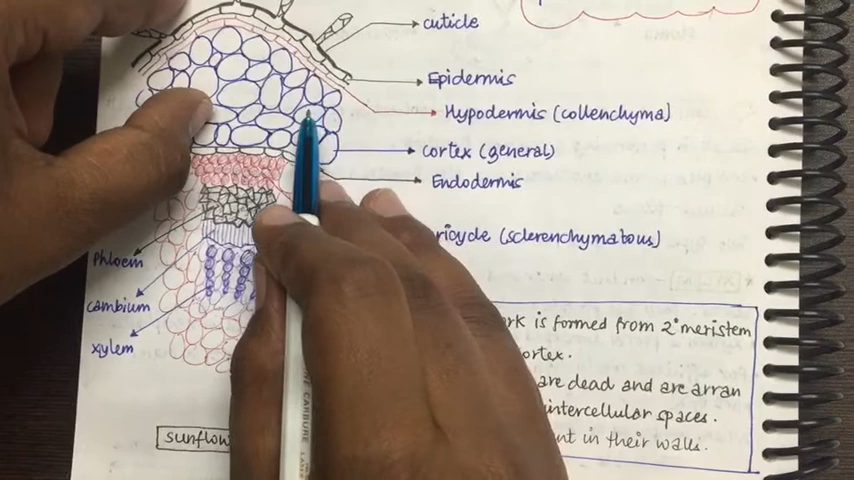 cuticle
Epidermis
Hypodermis (collenchyma)
cortex (general)
Endodermis
ricycle (sclerenchymatous)
Phloem
cambium
xylem
rk is formed from 2° meristem
ortex.
are dead and are arran
intercellular spaces.
nt in their walls.
sunflow